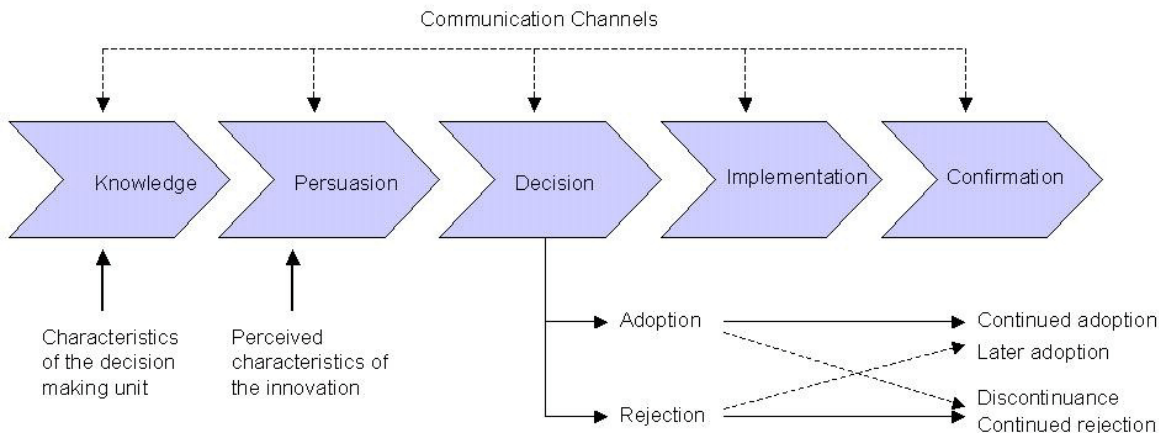 Communication Channels
Knowledge
Persuasion
Decision
Implementation
Confirmation
Characteristics
of the decision
making unit
Perceived
characteristics of
the innovation
Adoption
Rejection
Continued adoption
Later adoption
Discontinuance
Continued rejection